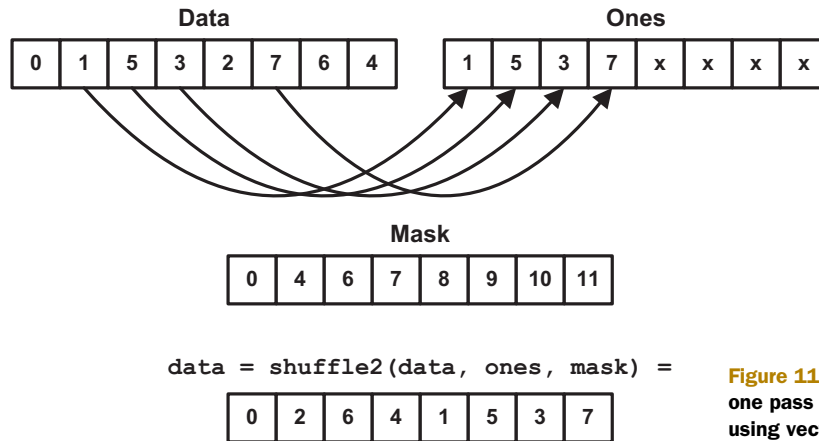 Data Ones
0 1 5 3 2 7 6 4 1 5 3 7 x x x x
Mask
0 4 6 7 8 9 10 11
data = shuffle2(data, ones, mask) =
0 2 6 4 1 5 3 7
Figure 11
one pass
using vec